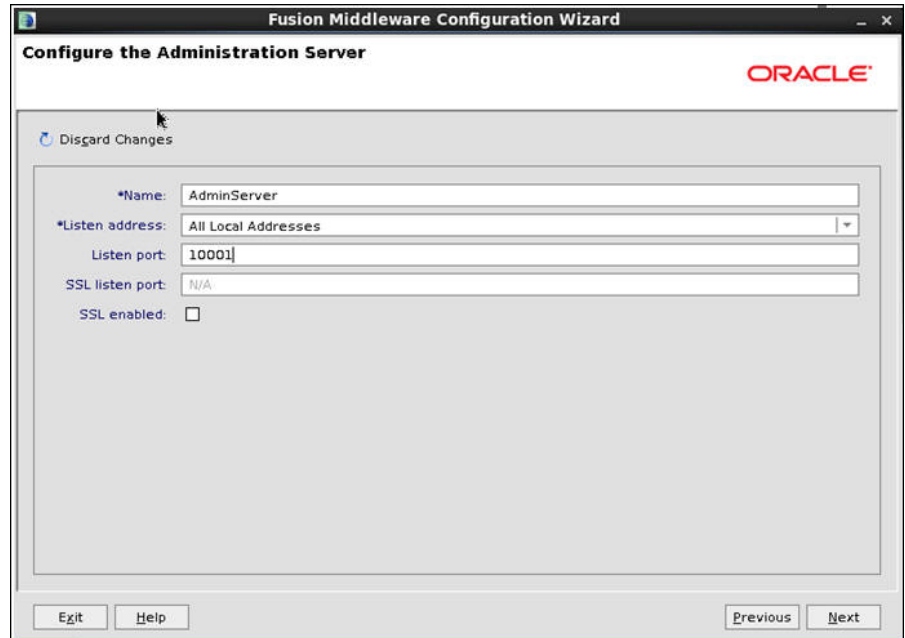 Fusion Middleware Configuration Wizard
Configure the Administration Server
ORACLE
Discard Changes
*Name: AdminServer
*Listen address: All Local Addresses
Listen port: 10001
SSL listen port: N/A
SSL enabled:
Exit Help Previous Next